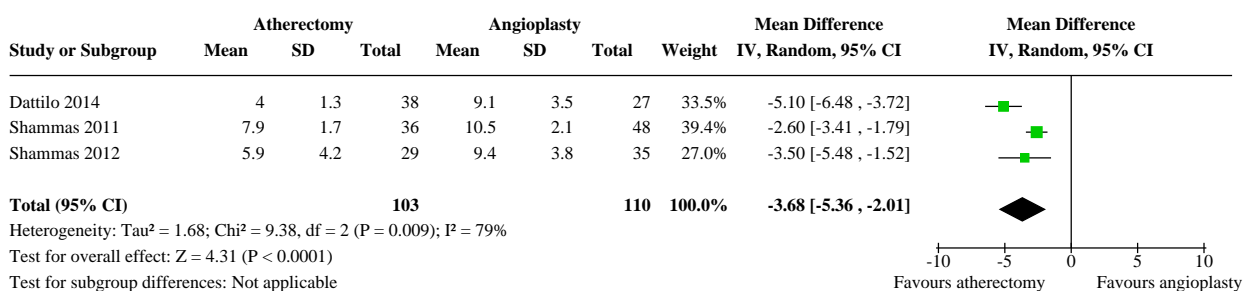 Atherectomy Angioplasty Mean Difference Mean Difference
Study or Subgroup Mean SD Total Mean SD Total Weight IV, Random, 95% CI IV, Random, 95% CI
Dattilo 2014 4 1.3 38 9.1 3.5 27 33.5% -5.10 [-6.48 , -3.72]
Shammas 2011 7.9 1.7 36 10.5 2.1 48 39.4% -2.60 [-3.41 , -1.79]
Shammas 2012 5.9 4.2 29 9.4 3.8 35 27.0% -3.50 [-5.48 , -1.52]
Total (95% CI) 103 110 100.0% -3.68 [-5.36 , -2.01]
Heterogeneity: Tau² = 1.68; Chi² = 9.38, df = 2 (P = 0.009); I² = 79%
Test for overall effect: Z = 4.31 (P < 0.0001)
-10 -5 0 5 10
Test for subgroup differences: Not applicable Favours atherectomy Favours angioplasty